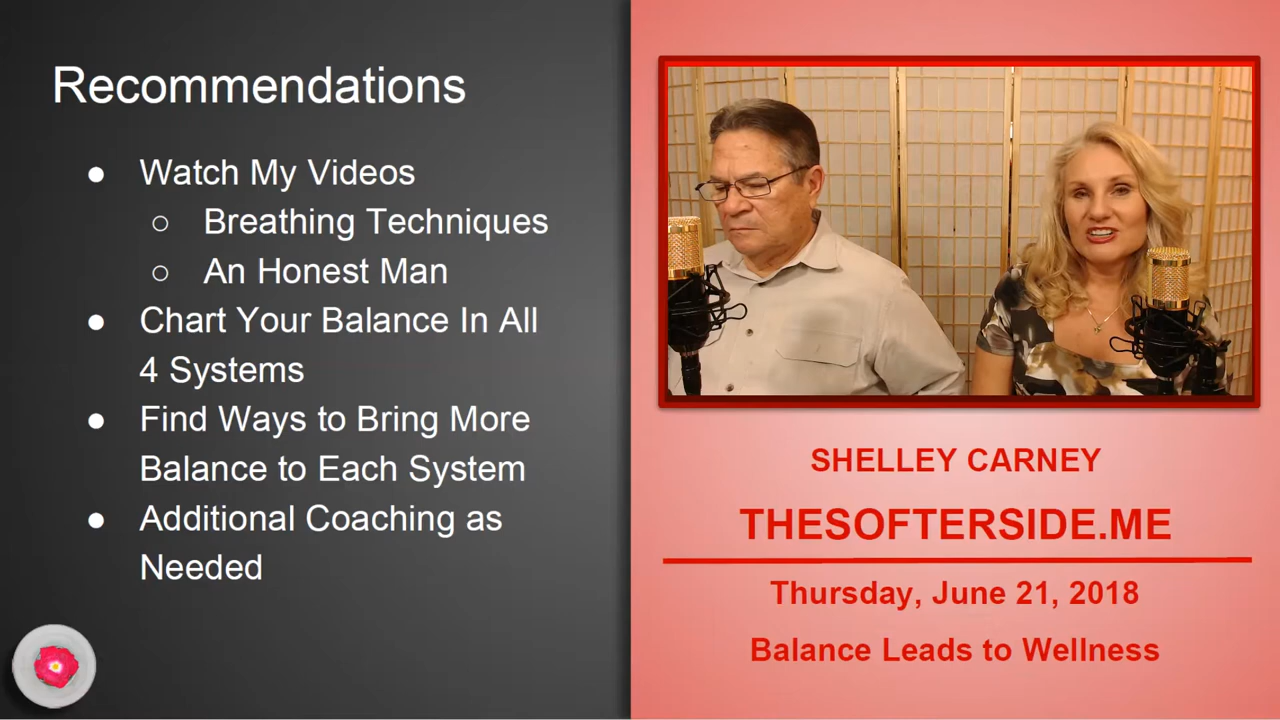 Recommendations
● Watch My Videos
○ Breathing Techniques
○ An Honest Man
● Chart Your Balance In All
4 Systems
● Find Ways to Bring More
Balance to Each System
● Additional Coaching as
Needed
SHELLEY CARNEY
THESOFTERSIDE.ME
Thursday, June 21, 2018
Balance Leads to Wellness